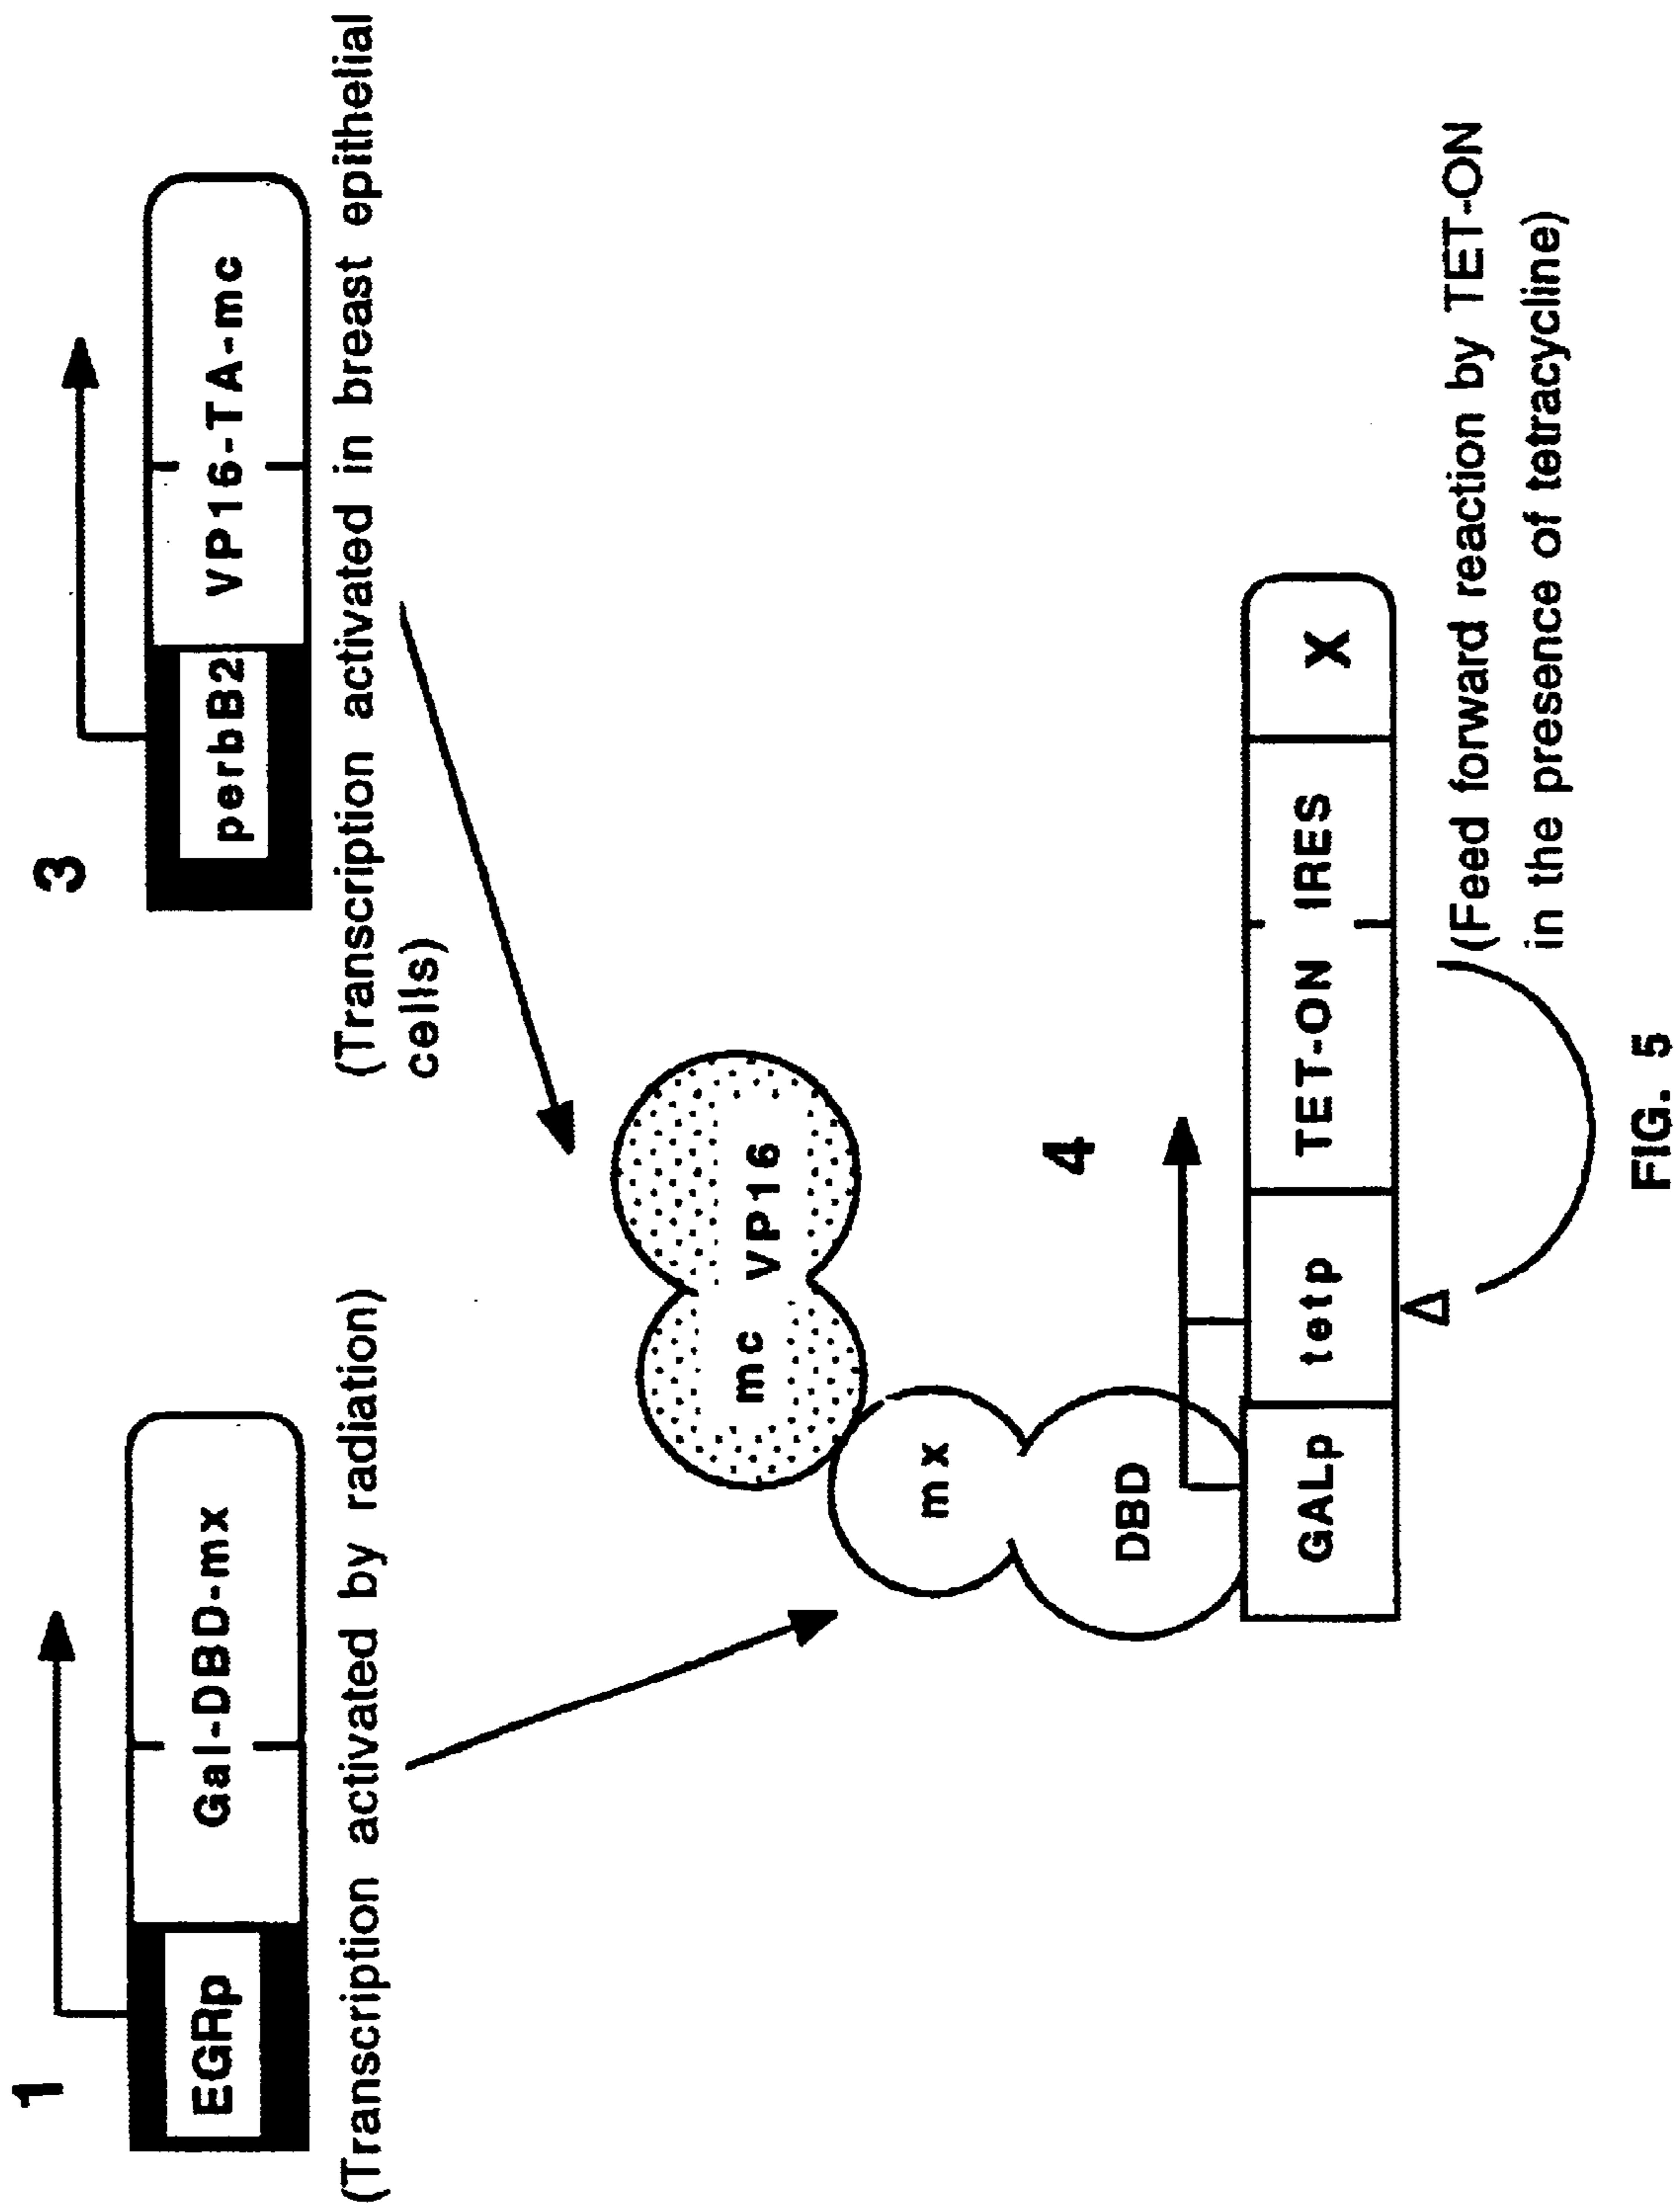 1
EGRp
Gal-DBD-mx
(Transcription activated by radiation)
3
perbB2
VP16-TA-mc
(Transcription activated in breast epithelial
cells)
mc
VP16
mx
DBD
4
GALp
tetp
TET-ON
IRES
X
(Feed forward reaction by TET-ON
in the presence of tetracycline)
FIG. 5